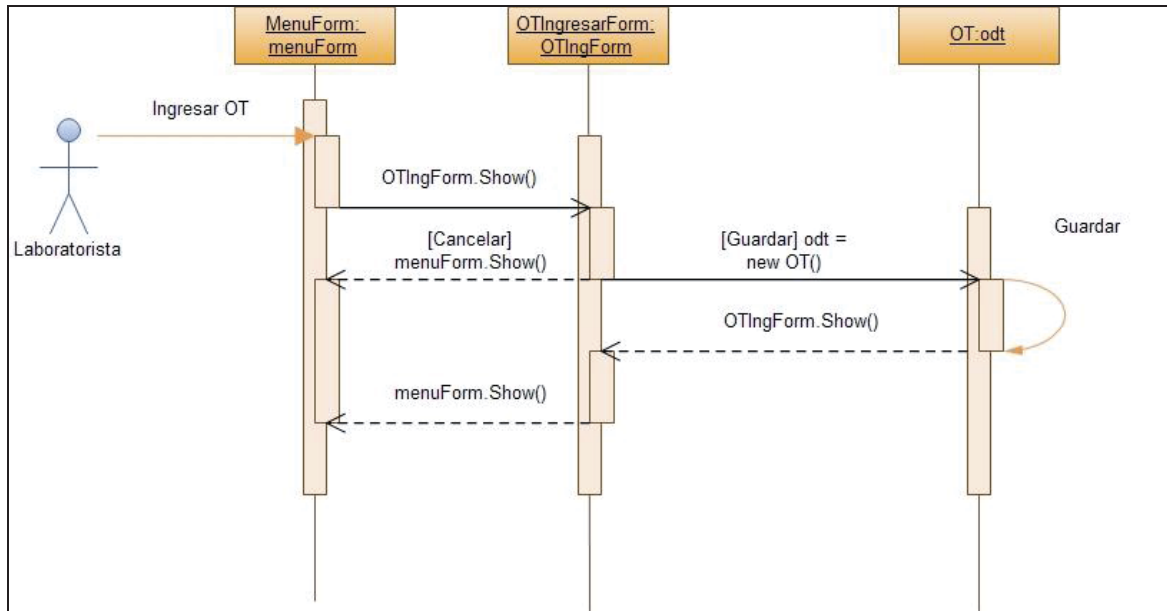 MenuForm:
menuForm
OTIngresarForm:
OTIngForm
OT:odt
Ingresar OT
Laboratorista
OTIngForm.Show()
[Cancelar]
menuForm.Show()
[Guardar] odt =
new OT()
Guardar
OTIngForm.Show()
menuForm.Show()